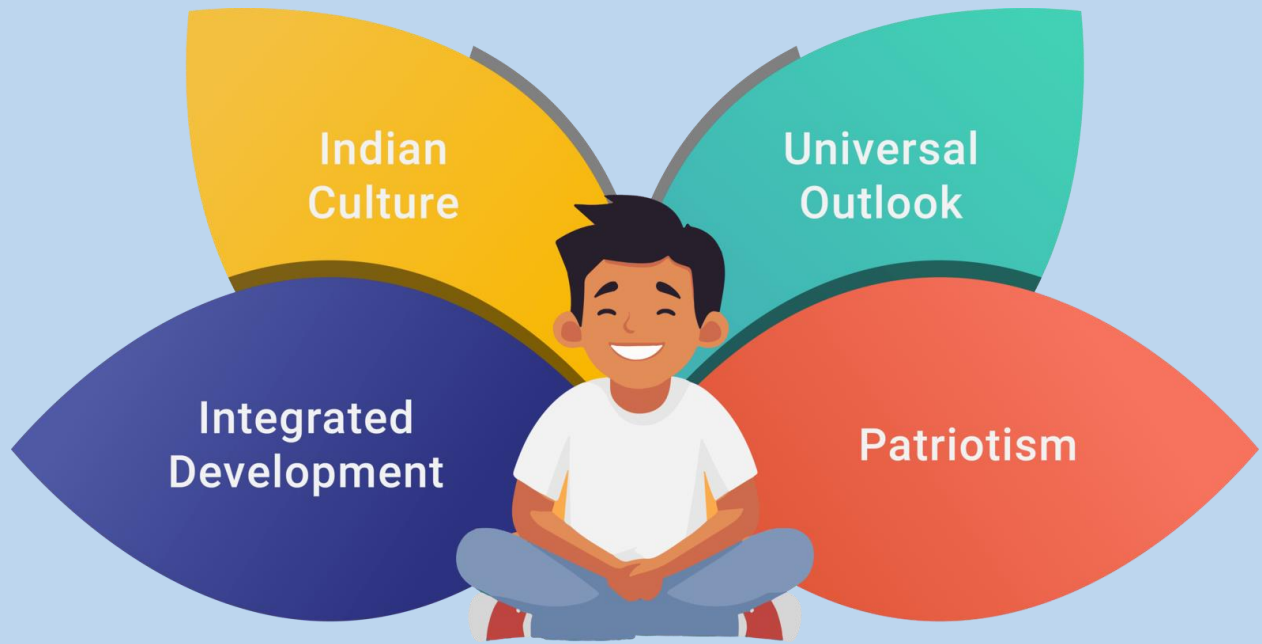 Indian
Culture
Universal
Outlook
Integrated
Development
Patriotism